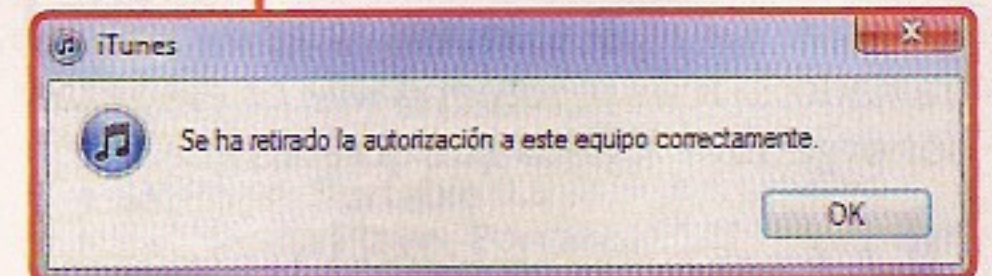 iTunes
Se ha retirado la autorización a este equipo correctamente.
OK